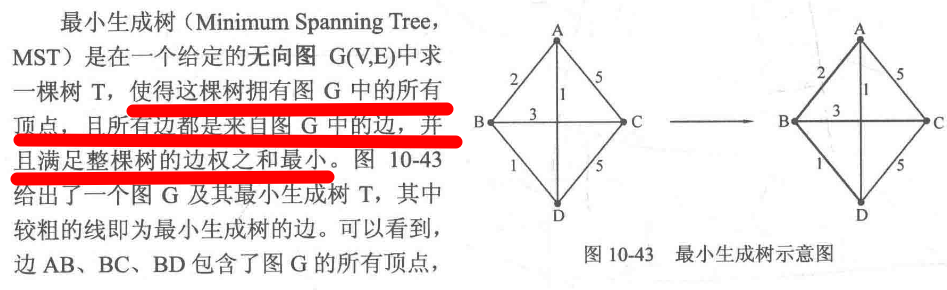 最小生成树（Minimum Spanning Tree，
MST）是在一个给定的无向图 G(V,E)中求
一棵树 T，使得这棵树拥有图 G 中的所有
顶点，且所有边都是来自图 G 中的边，并
且满足整棵树的边权之和最小。图 10-43
给出了一个图 G 及其最小生成树 T，其中
较粗的线即为最小生成树的边。可以看到，
边 AB、BC、BD 包含了图 G 的所有顶点，
A
2
5
1
B
3
C
1
5
D
A
2
5
1
B
3
C
1
5
D
图 10-43 最小生成树示意图